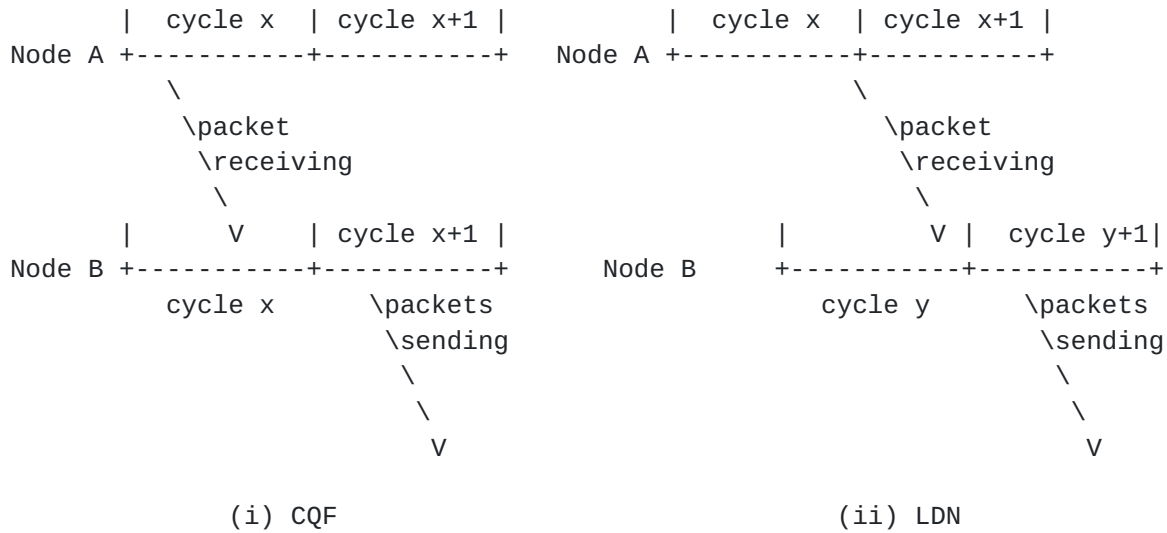 |  cycle x  | cycle x+1 |          |  cycle x  | cycle x+1 |
Node A +-----------+-----------+   Node A +-----------+-----------+
          \                                           \
           \packet                                     \packet
            \receiving                                  \receiving
             \                                           \
       |      V    | cycle x+1 |                 |         V |  cycle y+1|
Node B +-----------+-----------+      Node B     +-----------+-----------+
          cycle x      \packets                     cycle y      \packets
                        \sending                                  \sending
                         \                                         \
                          \                                         \
                           V                                         V
              (i) CQF                                (ii) LDN